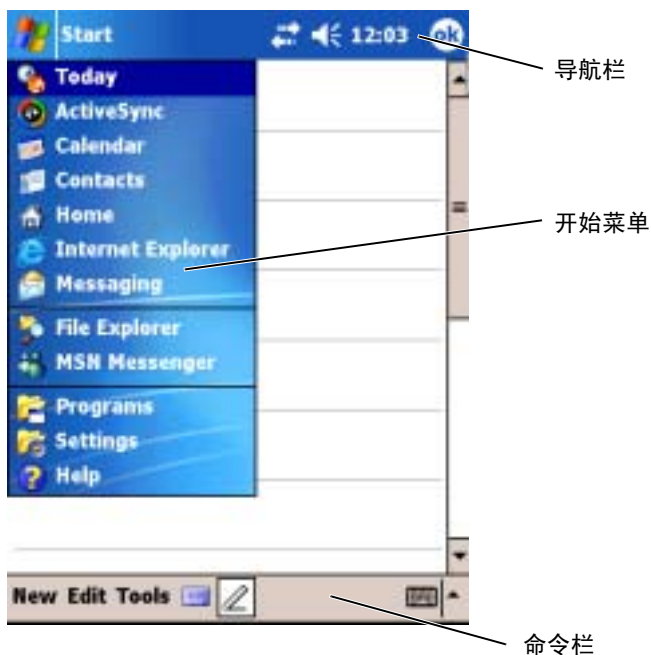 Start 12:03 ok
导航栏
Today
ActiveSync
Calendar
Contacts
Home
开始菜单
Internet Explorer
Messaging
File Explorer
MSN Messenger
Programs
Settings
Help
New Edit Tools
命令栏